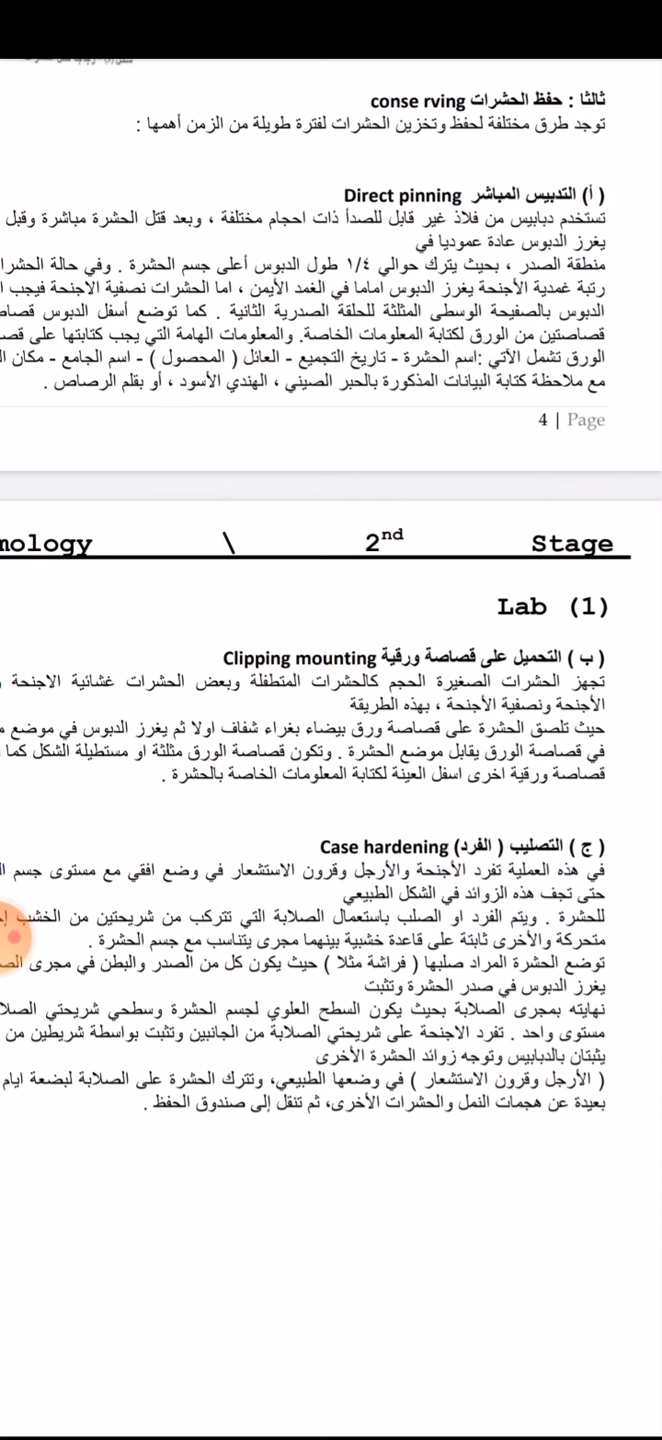 ثالثا : حفظ الحشرات conse rving
توجد طرق مختلفة لحفظ وتخزين الحشرات لفترة طويلة من الزمن أهمها :
( أ ) التدبيس المباشر Direct pinning
تستخدم دبابيس من فلاذ غير قابل للصدأ ذات احجام مختلفة ، وبعد قتل الحشرة مباشرة وقبل
يغرز الدبوس عادة عموديا في
منطقة الصدر ، بحيث يترك حوالي ١/٤ طول الدبوس أعلى جسم الحشرة . وفي حالة
رتبة غمدية الأجنحة يغرز الدبوس اماما في الغمد الأيمن ، اما الحشرات نصفية الأجنحة فيجب
الدبوس بالصفيحة الوسطى المثلثة للحلقة الصدرية الثانية . كما توضع أسفل الدبوس
قصاصتين من الورق لكتابة المعلومات الخاصة .والمعلومات الهامة التي يجب كتابتها على
الورق تشمل الآتي :اسم الحشرة - تاريخ التجميع - العائل ( المحصول ) - اسم الجامع - مكان
مع ملاحظة كتابة البيانات المذكورة بالحبر الصيني ، الهندي الأسود ، أو بقلم الرصاص .
4 | Page
\ 2nd Stage
Lab (1)
( ب ) التحميل على قصاصة ورقية Clipping mounting
تجهز الحشرات الصغيرة الحجم كالحشرات المتطفلة وبعض الحشرات غشائية الاجنحة
الأجنحة ونصفية الأجنحة ، بهذه الطريقة
حيث تلصق الحشرة على قصاصة ورق بيضاء بغراء شفاف اولا ثم يغرز الدبوس في موضع
في قصاصة الورق يقابل موضع الحشرة . وتكون قصاصة الورق مثلثة او مستطيلة الشكل كما
قصاصة ورقية اخرى اسفل العينة لكتابة المعلومات الخاصة بالحشرة .
( ج ) التصليب ( الفرد) Case hardening
في هذه العملية تفرد الأجنحة والأرجل وقرون الاستشعار في وضع افقي مع مستوى جسم
حتى تجف هذه الزوائد في الشكل الطبيعي
للحشرة . ويتم الفرد او الصلب باستعمال الصلابة التي تتركب من شريحتين من الخشب
متحركة والأخرى ثابتة على قاعدة خشبية بينهما مجرى يتناسب مع جسم الحشرة .
توضع الحشرة المراد صلبها ( فراشة مثلا ) حيث يكون كل من الصدر والبطن في مجرى
يغرز الدبوس في صدر الحشرة وتثبت
نهايته بمجرى الصلابة بحيث يكون السطح العلوي لجسم الحشرة وسطحي شريحتي
مستوى واحد . تفرد الاجنحة على شريحتي الصلابة من الجانبين وتثبت بواسطة شريطين من
يثبتان بالدبابيس وتوجه زوائد الحشرة الأخرى
( الأرجل وقرون الاستشعار ) في وضعها الطبيعي، وتترك الحشرة على الصلابة لبضعة ايام
بعيدة عن هجمات النمل والحشرات الأخرى، ثم تنقل إلى صندوق الحفظ .